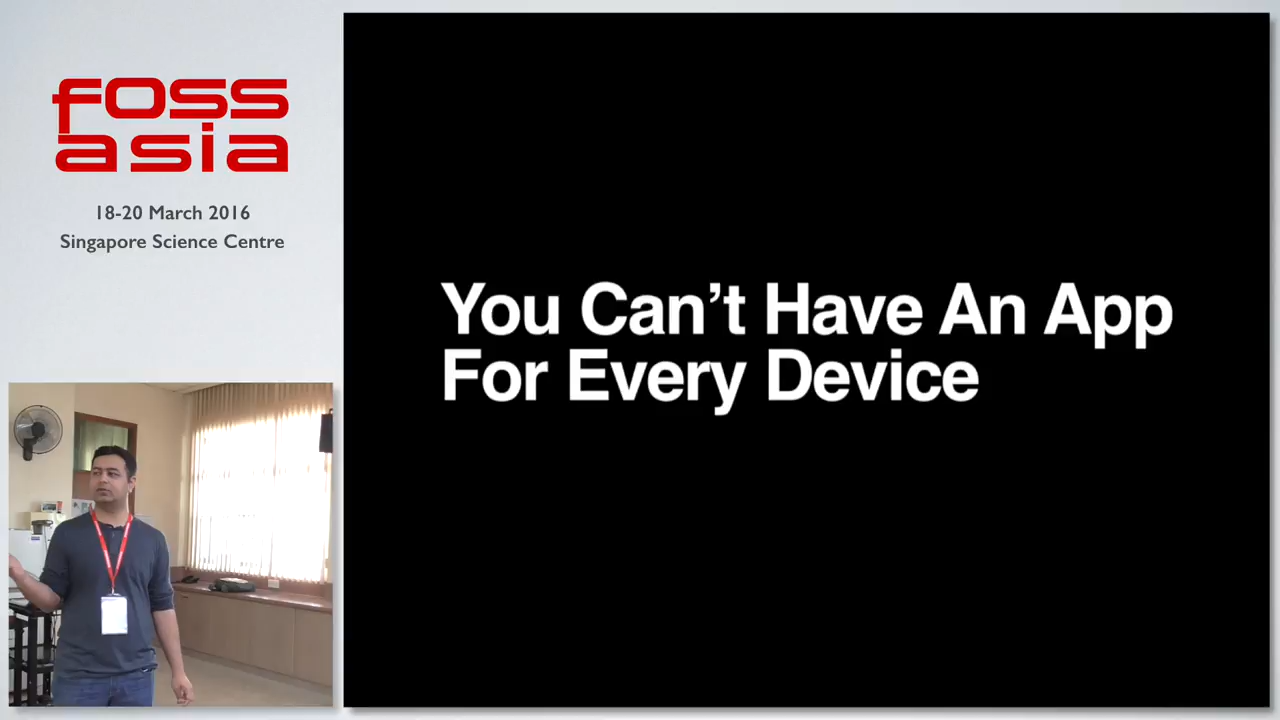 foss
asia
18-20 March 2016
Singapore Science Centre
You Can’t Have An App
For Every Device